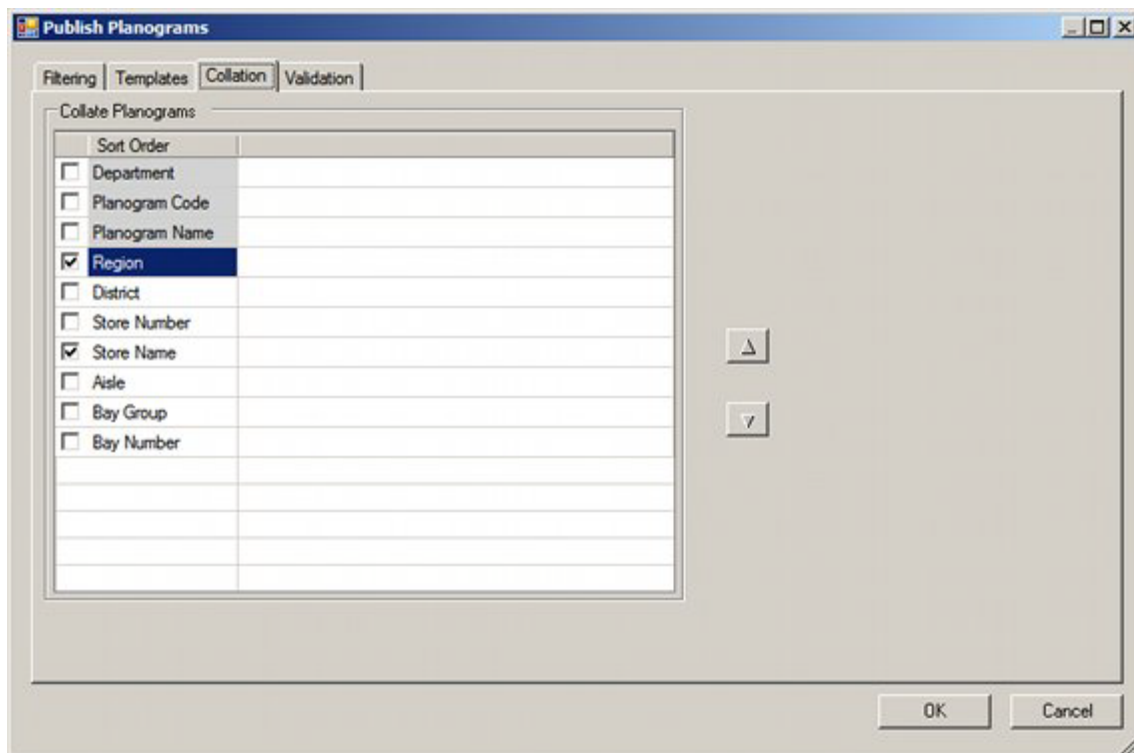 Publish Planograms
Filtering Templates Collation Validation
Collate Planograms
Sort Order
Department
Planogram Code
Planogram Name
Region
District
Store Number
Store Name
Aisle
Bay Group
Bay Number
OK Cancel